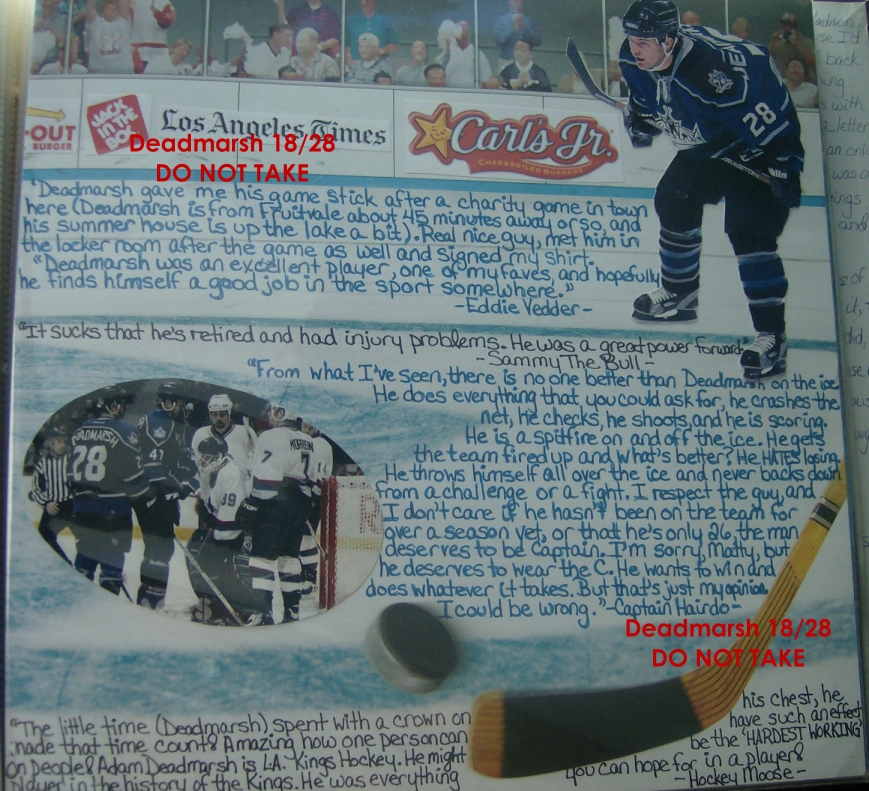 -OUT
BURGER
JACK IN THE BOX
Los Angeles Times
Carl's Jr.
CHARBROILED BURGERS
28
Deadmarsh 18/28
DO NOT TAKE
"Deadmarsh gave me his game stick after a charity game in town
here (Deadmarsh is from Fruitvale about 45 minutes away or so, and
his summer house is up the lake a bit). Real nice guy, met him in
the locker room after the game as well and signed my shirt.
"Deadmarsh was an excellent player, one of my faves, and hopefully
he finds himself a good job in the sport somewhere."
-Eddie Vedder-
"It sucks that he's retired and had injury problems. He was a great power forward"
-Sammy The Bull-
"From what I've seen, there is no one better than Deadmarsh on the ice.
He does everything that you could ask for, he crashes the
net, he checks, he shoots, and he is scoring.
He is a spitfire on and off the ice. He gets
the team fired up and what's better? He HATES losing.
He throws himself all over the ice and never backs down
from a challenge or a fight. I respect the guy, and
I don't care if he hasn't been on the team for
over a season yet, or that he's only 26, the man
deserves to be Captain. I'm sorry, Matty, but
he deserves to wear the C. He wants to win and
does whatever it takes. But that's just my opinion.
I could be wrong." -Captain Hairdo-
DEADMARSH
28
41
39
MORRISON
7
Deadmarsh 18/28
DO NOT TAKE
"The little time (Deadmarsh) spent with a crown on his chest, he
made that time count! Amazing how one person can have such an effect
on people! Adam Deadmarsh is L.A. Kings Hockey. He might be the 'HARDEST WORKING'
player in the history of the Kings. He was everything you can hope for in a player!
-Hockey Moose-